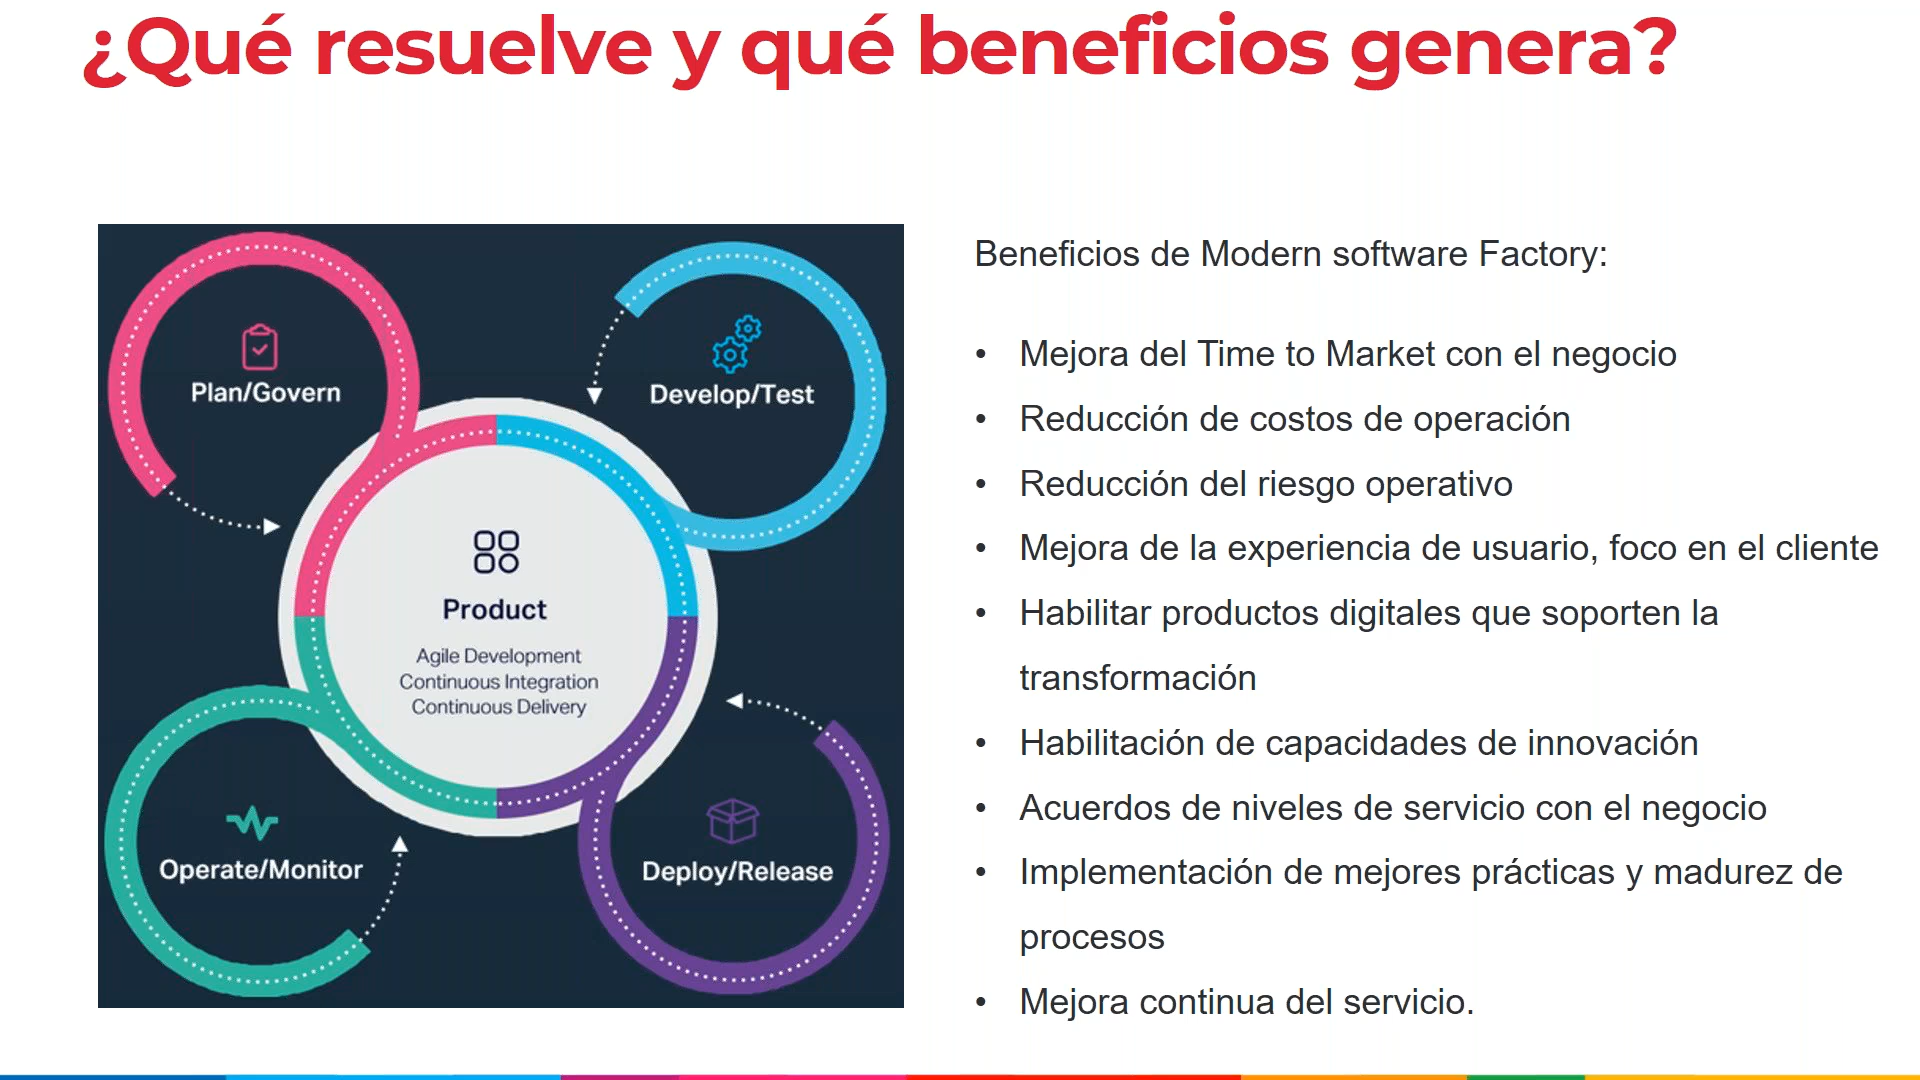 ¿Qué resuelve y qué beneficios genera?
Plan/Govern
Develop/Test
Product
Agile Development
Continuous Integration
Continuous Delivery
Operate/Monitor
Deploy/Release
Beneficios de Modern software Factory:
• Mejora del Time to Market con el negocio
• Reducción de costos de operación
• Reducción del riesgo operativo
• Mejora de la experiencia de usuario, foco en el cliente
• Habilitar productos digitales que soporten la
transformación
• Habilitación de capacidades de innovación
• Acuerdos de niveles de servicio con el negocio
• Implementación de mejores prácticas y madurez de
procesos
• Mejora continua del servicio.